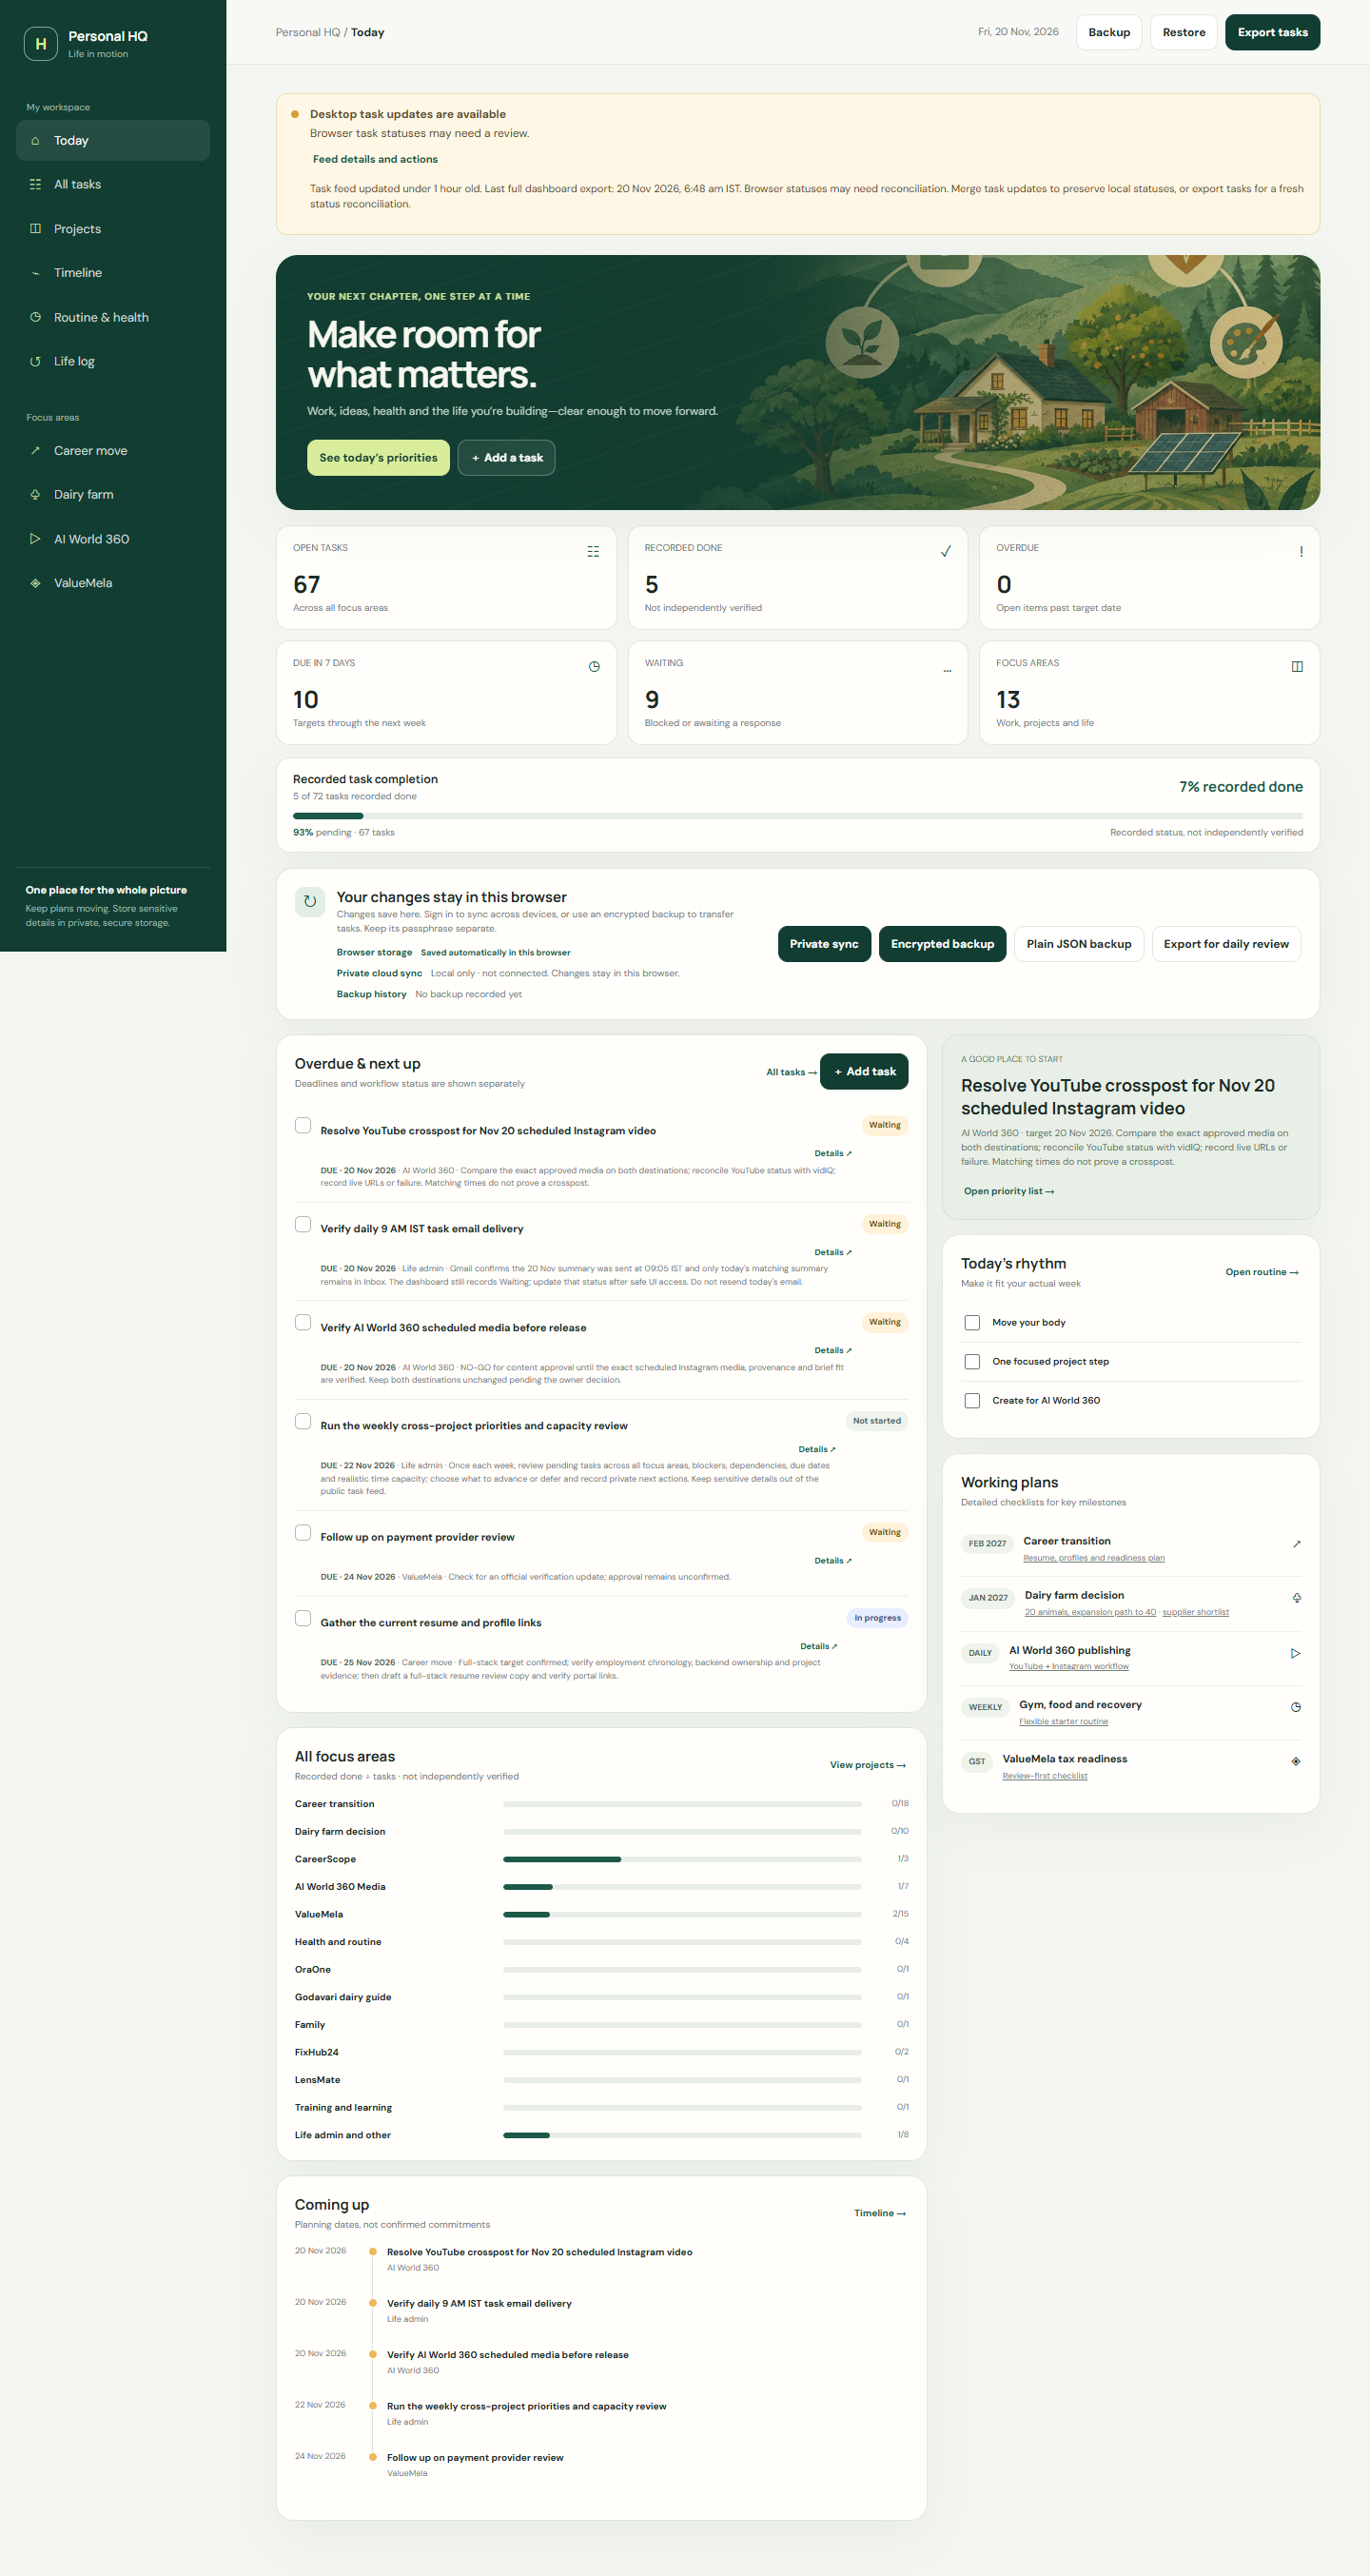 H
Personal HQ
Life in motion
My workspace
Today
All tasks
Projects
Timeline
Routine & health
Life log
Focus areas
Career move
Dairy farm
AI World 360
ValueMela
One place for the whole picture
Keep plans moving. Store sensitive
details in private, secure storage.
Personal HQ / Today
Fri, 20 Nov, 2026
Backup
Restore
Export tasks
Desktop task updates are available
Browser task statuses may need a review.
Feed details and actions
Task feed updated under 1 hour old. Last full dashboard export: 20 Nov 2026, 6:48 am IST. Browser statuses may need reconciliation. Merge task updates to preserve local statuses, or export tasks for a fresh
status reconciliation.
YOUR NEXT CHAPTER, ONE STEP AT A TIME
Make room for
what matters.
Work, ideas, health and the life you're building—clear enough to move forward.
See today's priorities
+ Add a task
OPEN TASKS
67
Across all focus areas
RECORDED DONE
✓
5
Not independently verified
OVERDUE
!
0
Open items past target date
DUE IN 7 DAYS
10
Targets through the next week
WAITING
…
9
Blocked or awaiting a response
FOCUS AREAS
13
Work, projects and life
Recorded task completion
5 of 72 tasks recorded done
7% recorded done
93% pending · 67 tasks
Recorded status, not independently verified
Your changes stay in this browser
Changes save here. Sign in to sync across devices, or use an encrypted backup to transfer
tasks. Keep its passphrase separate.
Browser storage Saved automatically in this browser
Private cloud sync Local only · not connected. Changes stay in this browser.
Backup history No backup recorded yet
Private sync
Encrypted backup
Plain JSON backup
Export for daily review
Overdue & next up
Deadlines and workflow status are shown separately
All tasks →
+ Add task
Resolve YouTube crosspost for Nov 20 scheduled Instagram video
Waiting
Details ↗
DUE · 20 Nov 2026 · AI World 360 · Compare the exact approved media on both destinations; reconcile YouTube status with vidIQ;
record live URLs or failure. Matching times do not prove a crosspost.
Verify daily 9 AM IST task email delivery
Waiting
Details ↗
DUE · 20 Nov 2026 · Life admin · Gmail confirms the 20 Nov summary was sent at 09:05 IST and only today's matching summary
remains in Inbox. The dashboard still records Waiting; update that status after safe UI access. Do not resend today's email.
Verify AI World 360 scheduled media before release
Waiting
Details ↗
DUE · 20 Nov 2026 · AI World 360 · NO-GO for content approval until the exact scheduled Instagram media, provenance and brief fit
are verified. Keep both destinations unchanged pending the owner decision.
Run the weekly cross-project priorities and capacity review
Not started
Details ↗
DUE · 22 Nov 2026 · Life admin · Once each week, review pending tasks across all focus areas, blockers, dependencies, due dates
and realistic time capacity; choose what to advance or defer and record private next actions. Keep sensitive details out of the
public task feed.
Follow up on payment provider review
Waiting
Details ↗
DUE · 24 Nov 2026 · ValueMela · Check for an official verification update; approval remains unconfirmed.
Gather the current resume and profile links
In progress
Details ↗
DUE · 25 Nov 2026 · Career move · Full-stack target confirmed; verify employment chronology, backend ownership and project
evidence; then draft a full-stack resume review copy and verify portal links.
A GOOD PLACE TO START
Resolve YouTube crosspost for Nov 20
scheduled Instagram video
AI World 360 · target 20 Nov 2026. Compare the exact approved media on
both destinations; reconcile YouTube status with vidIQ; record live URLs or
failure. Matching times do not prove a crosspost.
Open priority list →
Today's rhythm
Make it fit your actual week
Open routine →
Move your body
One focused project step
Create for AI World 360
Working plans
Detailed checklists for key milestones
FEB 2027
Career transition
Resume, profiles and readiness plan
JAN 2027
Dairy farm decision
20 animals, expansion path to 40 · supplier shortlist
DAILY
AI World 360 publishing
YouTube + Instagram workflow
WEEKLY
Gym, food and recovery
Flexible starter routine
GST
ValueMela tax readiness
Review-first checklist
All focus areas
Recorded done ÷ tasks · not independently verified
View projects →
Career transition 0/18
Dairy farm decision 0/10
CareerScope 1/3
AI World 360 Media 1/7
ValueMela 2/15
Health and routine 0/4
OraOne 0/1
Godavari dairy guide 0/1
Family 0/1
FixHub24 0/2
LensMate 0/1
Training and learning 0/1
Life admin and other 1/8
Coming up
Planning dates, not confirmed commitments
Timeline →
20 Nov 2026
Resolve YouTube crosspost for Nov 20 scheduled Instagram video
AI World 360
20 Nov 2026
Verify daily 9 AM IST task email delivery
Life admin
20 Nov 2026
Verify AI World 360 scheduled media before release
AI World 360
22 Nov 2026
Run the weekly cross-project priorities and capacity review
Life admin
24 Nov 2026
Follow up on payment provider review
ValueMela